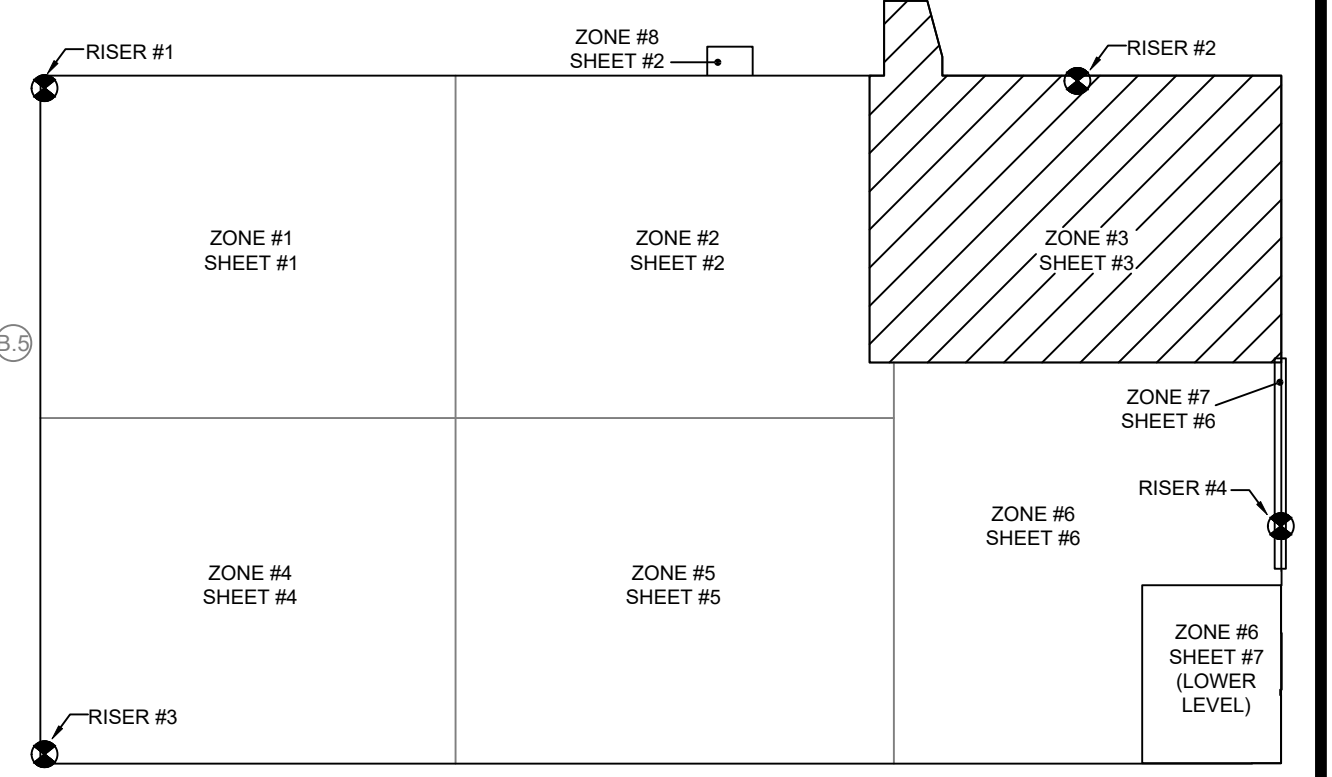 ZONE #8
SHEET #2
RISER #1
RISER #2
ZONE #1
SHEET #1
ZONE #2
SHEET #2
ZONE #3
SHEET #3
ZONE #7
SHEET #6
RISER #4
ZONE #6
SHEET #6
ZONE #4
SHEET #4
ZONE #5
SHEET #5
ZONE #6
SHEET #7
(LOWER
LEVEL)
RISER #3